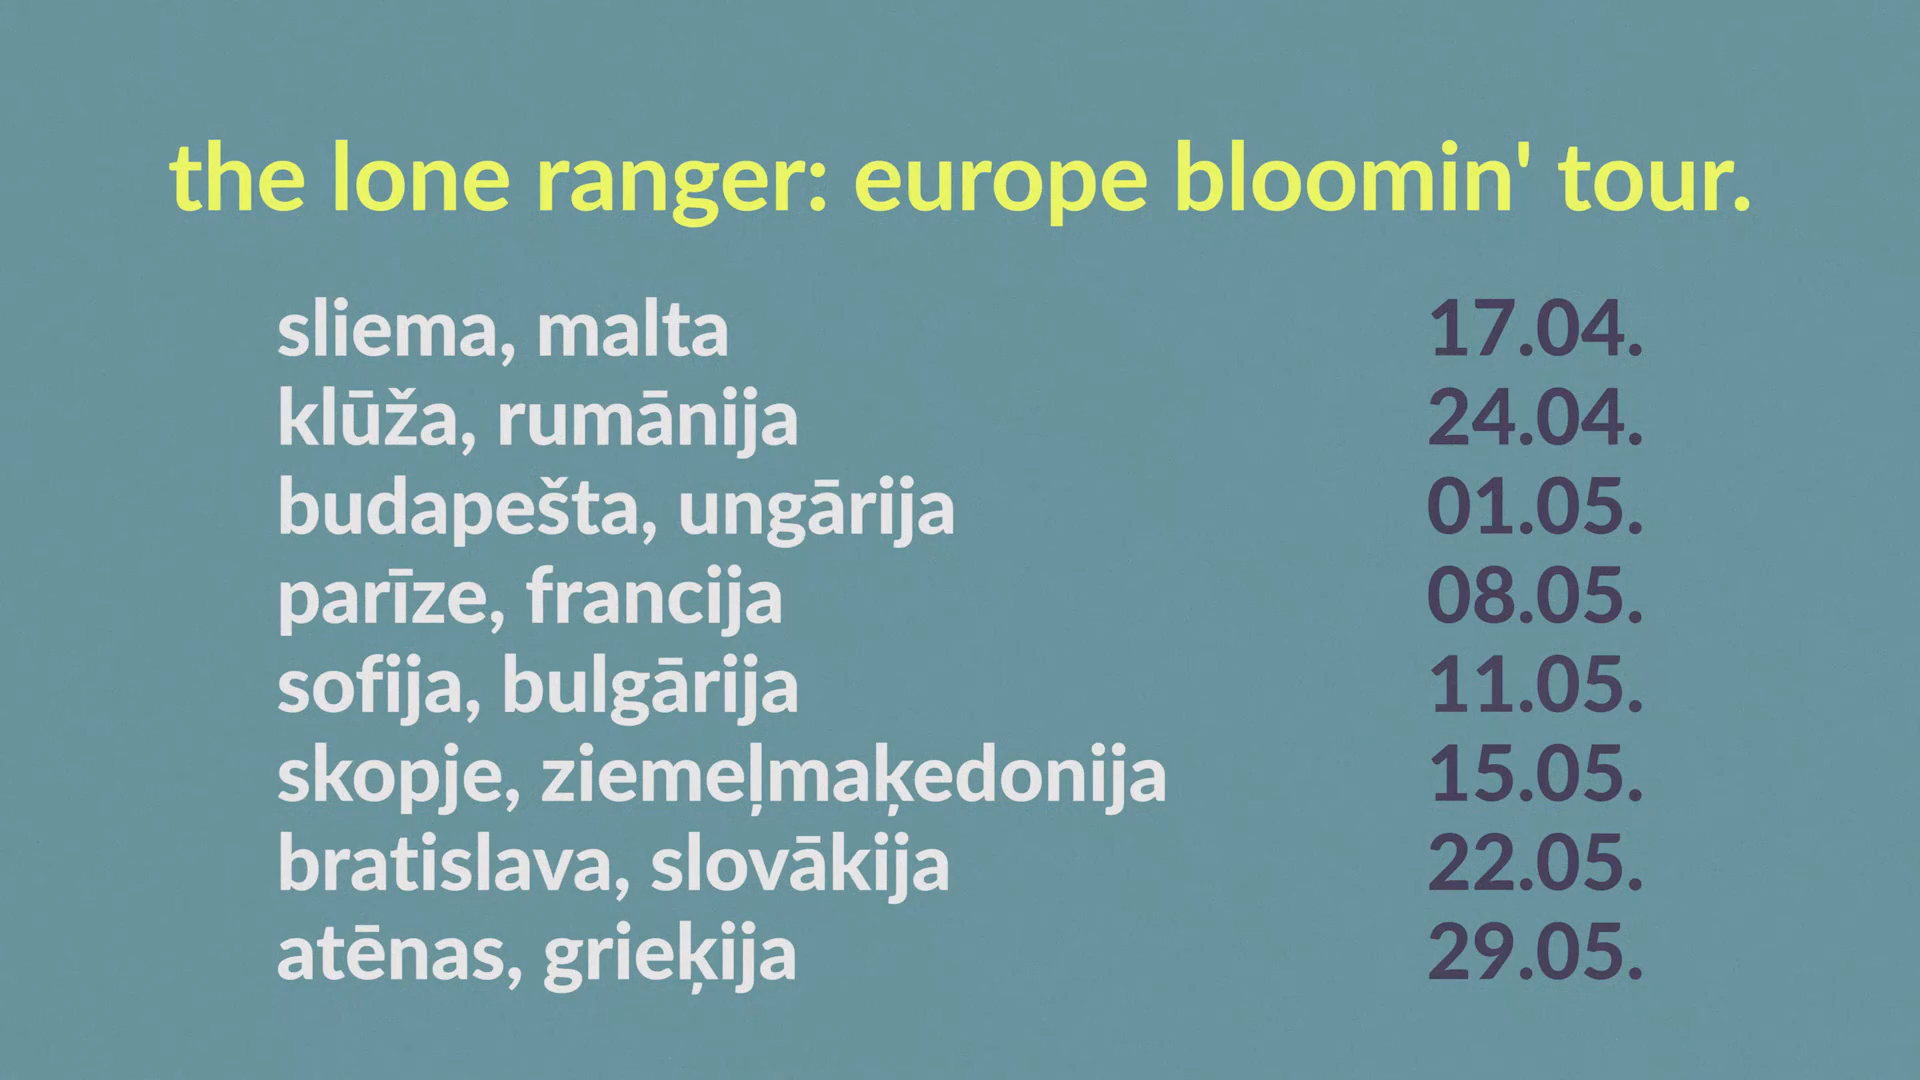 the lone ranger: europe bloomin' tour.
sliema, malta 17.04.
klūža, rumānija 24.04.
budapešta, ungārija 01.05.
parīze, francija 08.05.
sofija, bulgārija 11.05.
skopje, ziemeļmaķedonija 15.05.
bratislava, slovākija 22.05.
atēnas, grieķija 29.05.